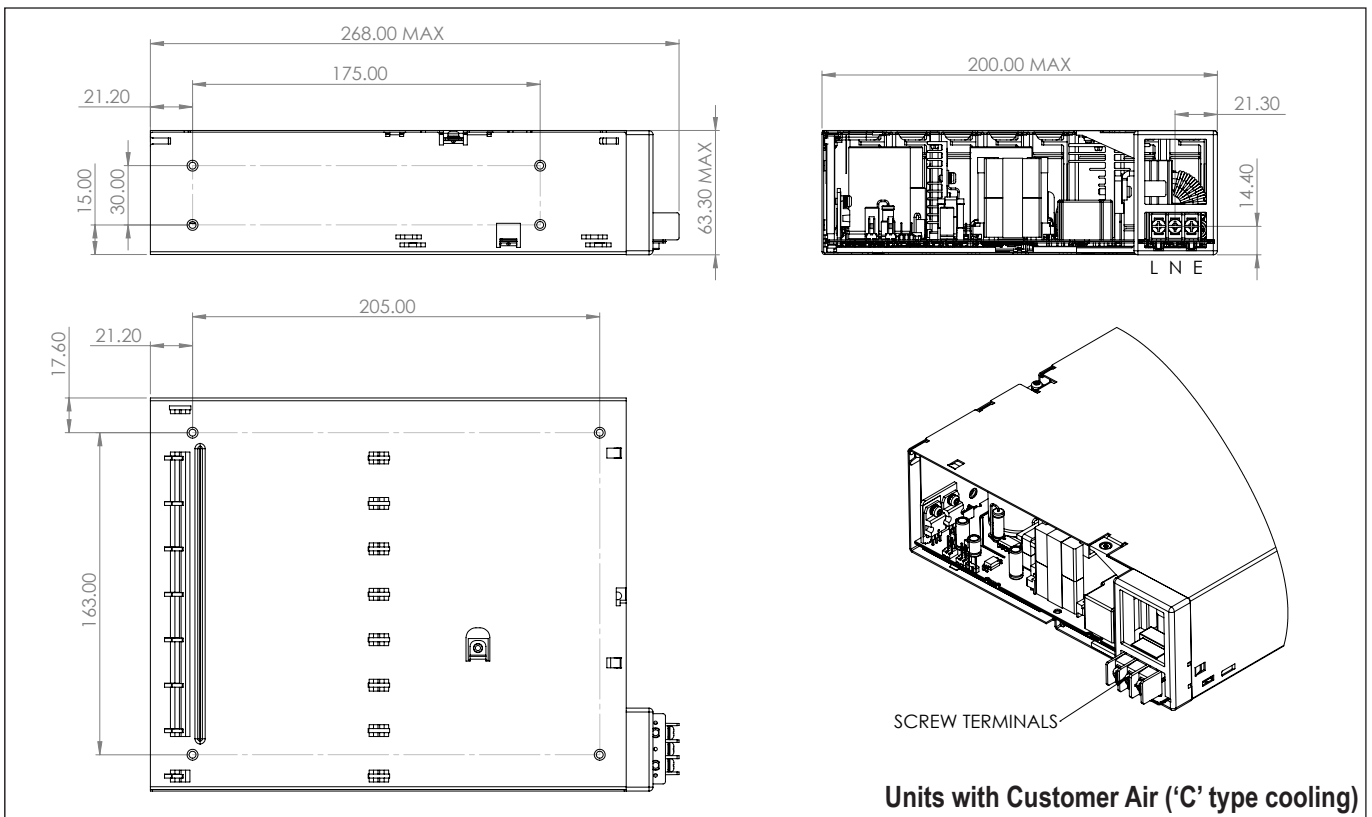 268.00 MAX
175.00
21.20
15.00
30.00
63.30 MAX
200.00 MAX
21.30
14.40
L N E
205.00
21.20
17.60
163.00
SCREW TERMINALS
Units with Customer Air (‘C’ type cooling)